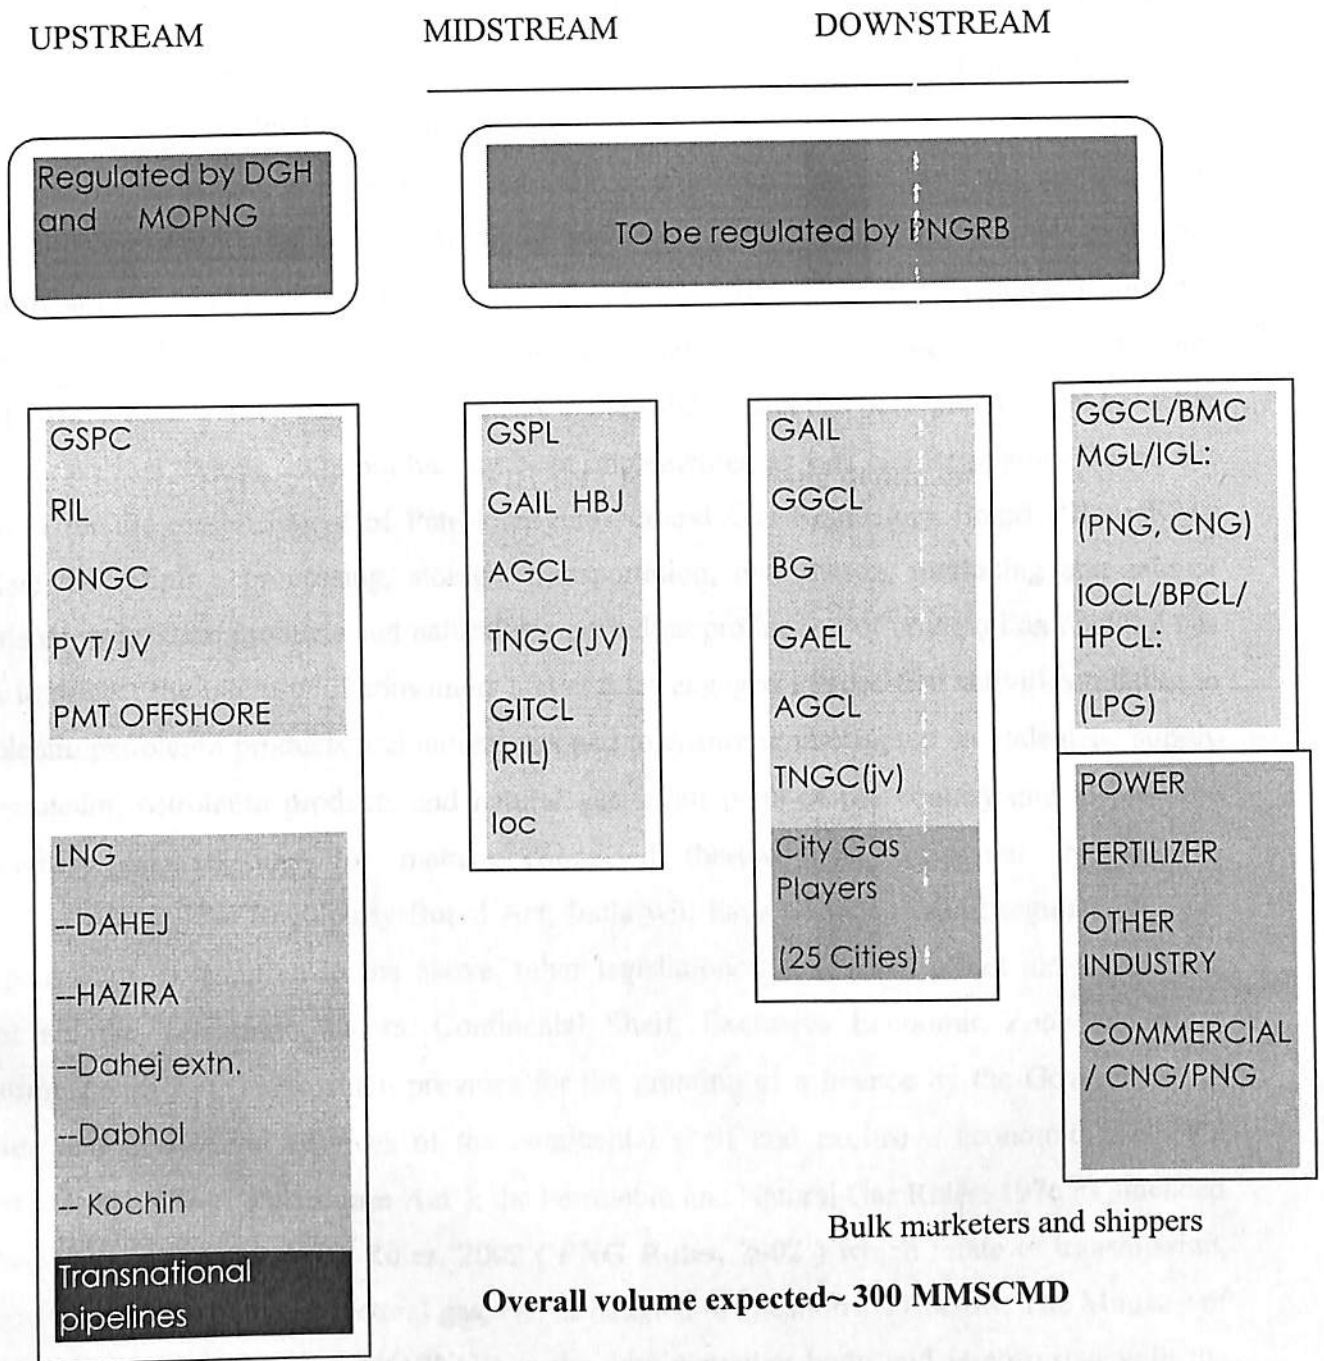 UPSTREAM
MIDSTREAM
DOWNSTREAM
Regulated by DGH
and MOPNG
TO be regulated by PNGRB
GSPC
RIL
ONGC
PVT/JV
PMT OFFSHORE
LNG
--DAHEJ
--HAZIRA
--Dahej extn.
--Dabhol
-- Kochin
Transnational
pipelines
GSPL
GAIL HBJ
AGCL
TNGC(JV)
GITCL
(RIL)
Ioc
GAIL
GGCL
BG
GAEL
AGCL
TNGC(jv)
City Gas
Players
(25 Cities)
GGCL/BMC
MGL/IGL:
(PNG, CNG)
IOCL/BPCL/
HPCL:
(LPG)
POWER
FERTILIZER
OTHER
INDUSTRY
COMMERCIAL
/ CNG/PNG
Bulk marketers and shippers
Overall volume expected~ 300 MMSCMD